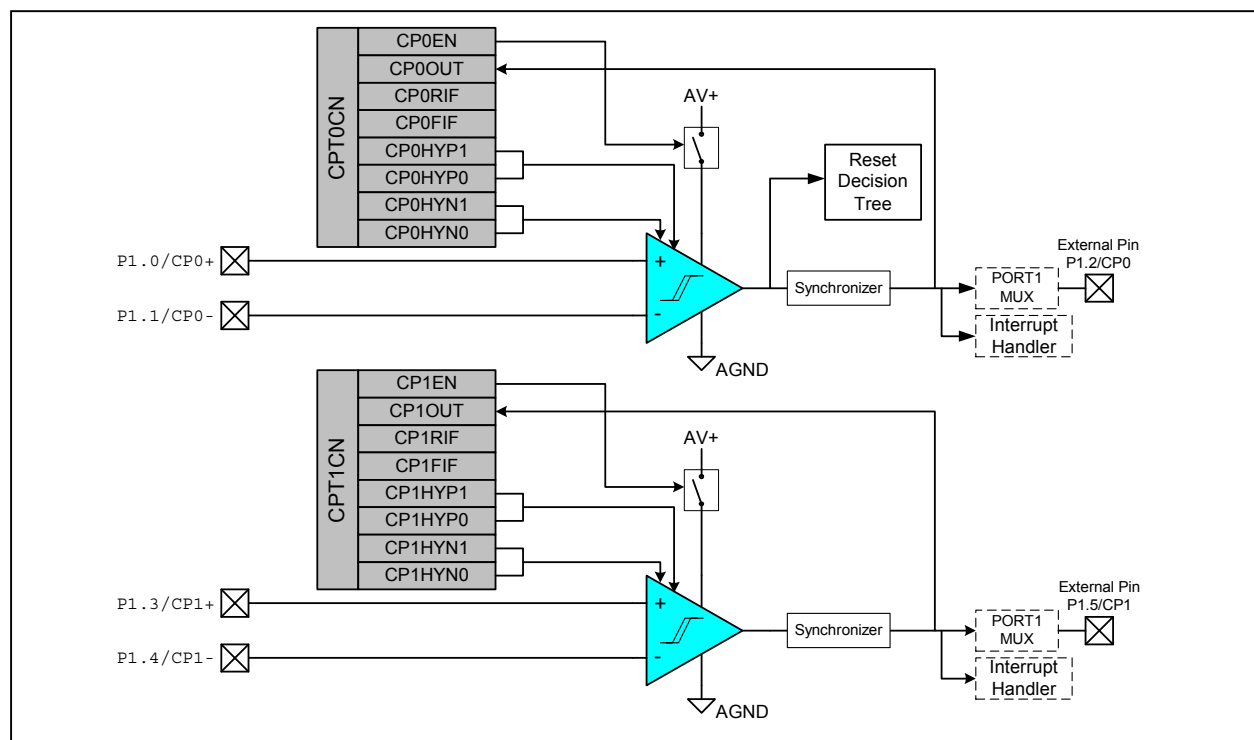 CPT0CN
CP0EN
CP0OUT
CP0RIF
CP0FIF
CP0HYP1
CP0HYP0
CP0HYN1
CP0HYN0
AV+
Reset
Decision
Tree
P1.0/CP0+
+
P1.1/CP0-
-
Synchronizer
PORT1
MUX
External Pin
P1.2/CP0
Interrupt
Handler
AGND
CPT1CN
CP1EN
CP1OUT
CP1RIF
CP1FIF
CP1HYP1
CP1HYP0
CP1HYN1
CP1HYN0
AV+
P1.3/CP1+
+
P1.4/CP1-
-
Synchronizer
PORT1
MUX
External Pin
P1.5/CP1
Interrupt
Handler
AGND